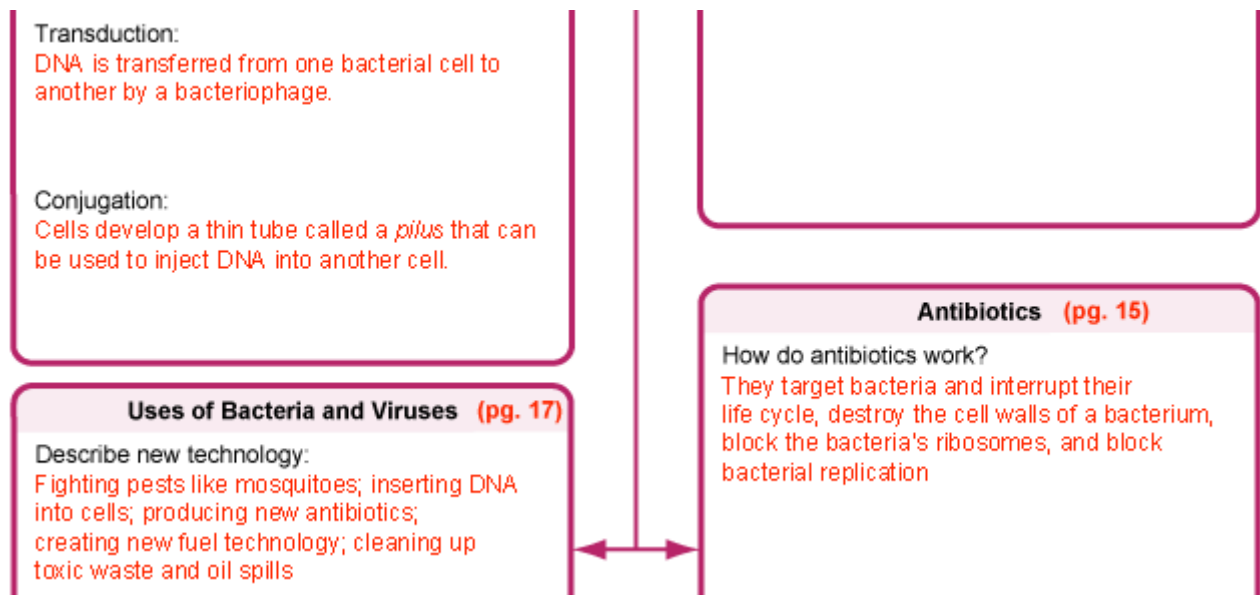 Transduction:
DNA is transferred from one bacterial cell to
another by a bacteriophage.
Conjugation:
Cells develop a thin tube called a pilus that can
be used to inject DNA into another cell.
Uses of Bacteria and Viruses (pg. 17)
Describe new technology:
Fighting pests like mosquitoes; inserting DNA
into cells; producing new antibiotics;
creating new fuel technology; cleaning up
toxic waste and oil spills
Antibiotics (pg. 15)
How do antibiotics work?
They target bacteria and interrupt their
life cycle, destroy the cell walls of a bacterium,
block the bacteria's ribosomes, and block
bacterial replication